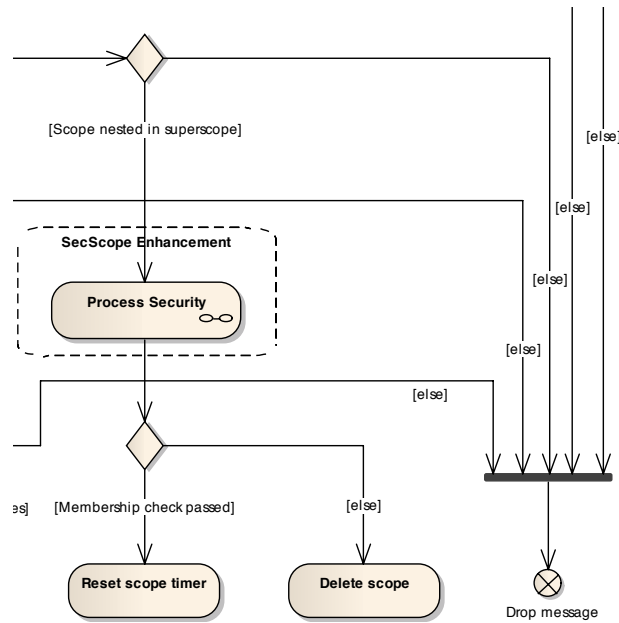 [Scope nested in superscope]
[else]
[else]
SecScope Enhancement
[else]
Process Security
[else]
[else]
es]
[Membership check passed]
[else]
Reset scope timer
Delete scope
Drop message